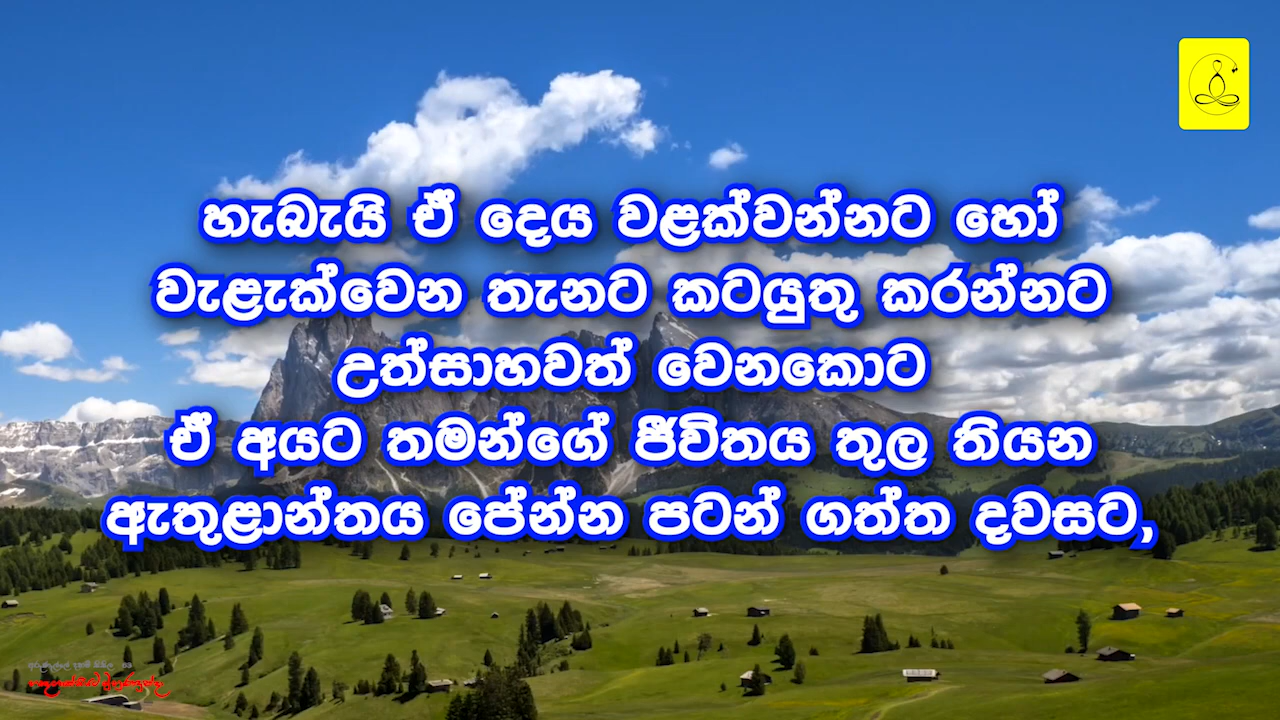 හැබැයි ඒ දෙය වළක්වන්නට හෝ
වැළැක්වෙන තැනට කටයුතු කරන්නට
උත්සාහවත් වෙනකොට
ඒ අයට තමන්ගේ ජීවිතය තුල තියන
ඇතුළාන්තය පේන්න පටන් ගත්ත දවසට,